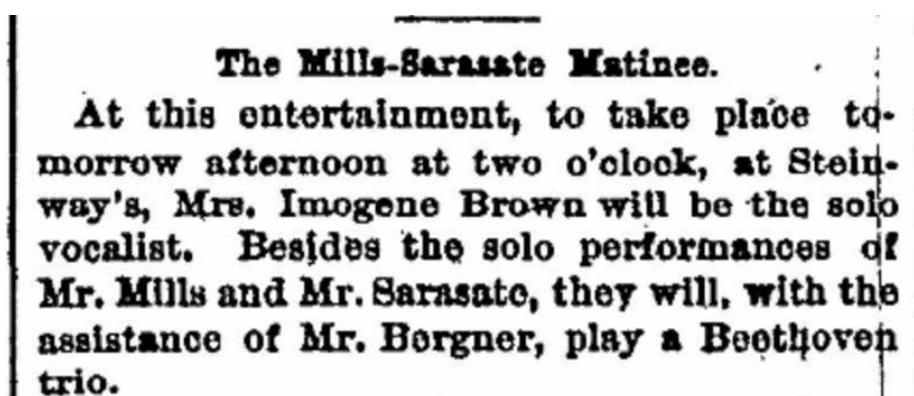 The Mills-Sarasate Matinee.
At this entertainment, to take place to-
morrow afternoon at two o'clock, at Stein-
way's, Mrs. Imogene Brown will be the solo
vocalist. Besides the solo performances of
Mr. Mills and Mr. Sarasate, they will, with the
assistance of Mr. Bergner, play a Beethoven
trio.